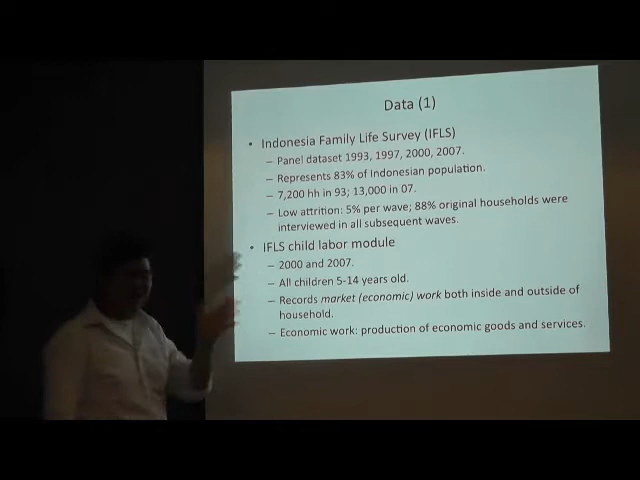 Data (1)
• Indonesia Family Life Survey (IFLS)
– Panel dataset 1993, 1997, 2000, 2007.
– Represents 83% of Indonesian population.
– 7,200 hh in 93; 13,000 in 07.
– Low attrition: 5% per wave; 88% original households were
interviewed in all subsequent waves.
• IFLS child labor module
– 2000 and 2007.
– All children 5-14 years old.
– Records market (economic) work both inside and outside of
household.
– Economic work: production of economic goods and services.